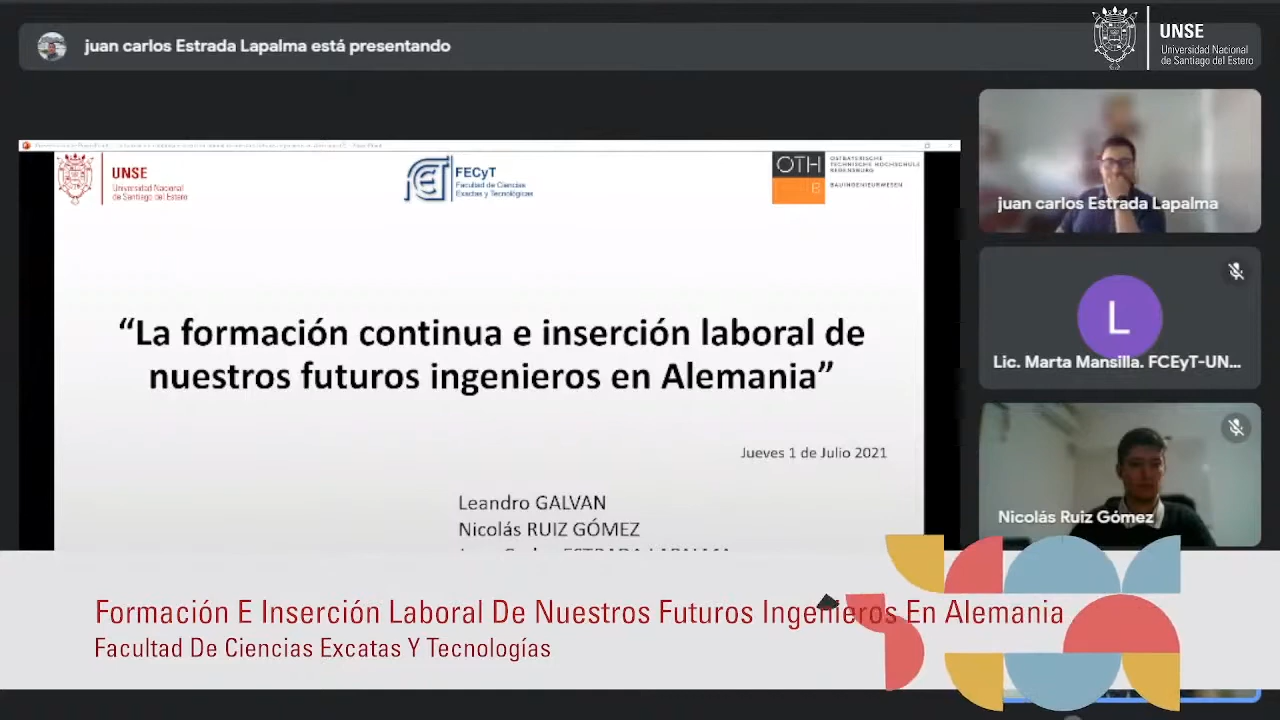 juan carlos Estrada Lapalma está presentando
UNSE
Universidad Nacional
de Santiago del Estero
UNSE
Universidad Nacional
de Santiago del Estero
FECyT
Facultad de Ciencias
Exactas y Tecnológicas
OTH
OSTBAYERISCHE
TECHNISCHE HOCHSCHULE
REGENSBURG
BAUINGENIEURWESEN
“La formación continua e inserción laboral de
nuestros futuros ingenieros en Alemania”
Jueves 1 de Julio 2021
Leandro GALVAN
Nicolás RUIZ GÓMEZ
juan carlos Estrada Lapalma
L
Lic. Marta Mansilla. FCEyT-UN...
Nicolás Ruiz Gómez
Formación E Inserción Laboral De Nuestros Futuros Ingenieros En Alemania
Facultad De Ciencias Excatas Y Tecnologías